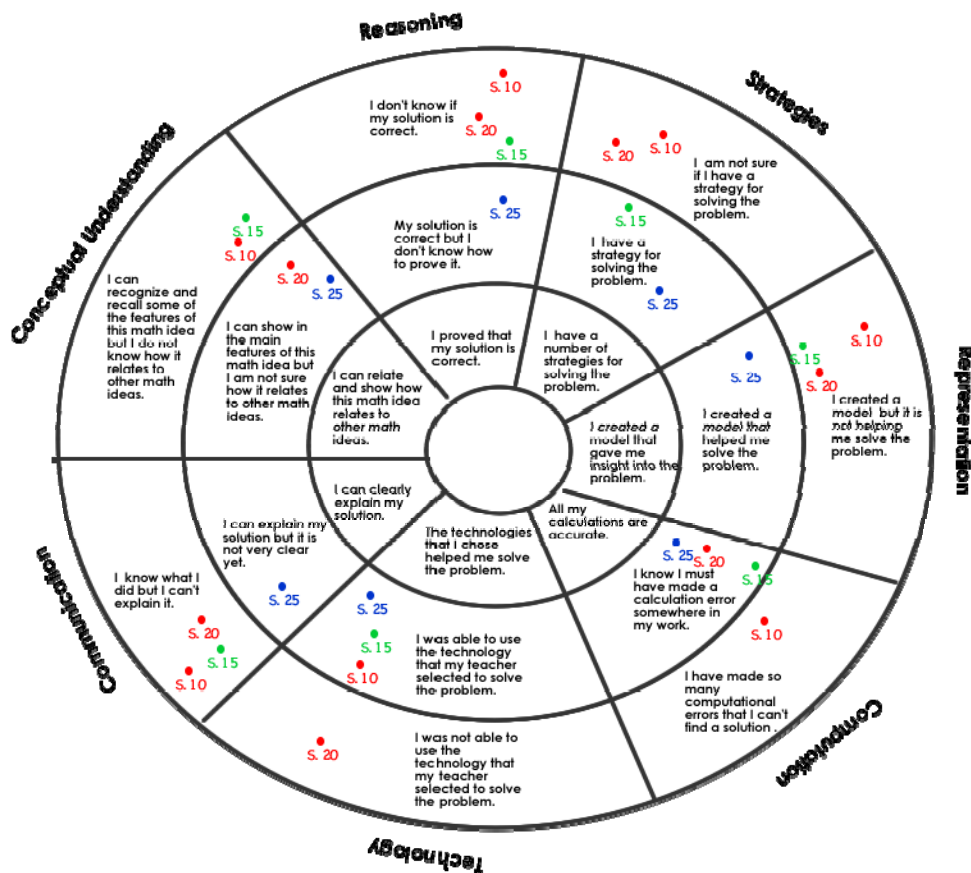 Reasoning
S. 10
I don't know if
my solution is
correct.
S. 20
S. 15
S. 25
My solution is
correct but I
don't know how
to prove it.
I proved that
my solution is
correct.
Strategies
S. 20
S. 10
I am not sure
if I have a
strategy for
solving the
problem.
S. 15
I have a
strategy for
solving the
problem.
S. 25
I have a
number of
strategies for
solving the
problem.
Representation
S. 10
S. 15
S. 20
S. 25
I created a
model but it is
not helping
me solve the
problem.
I created a
model that
helped me
solve the
problem.
I created a
model that
gave me
insight into the
problem.
Computation
All my
calculations are
accurate.
S. 25
S. 20
S. 15
I know I must
have made a
calculation error
somewhere in
my work.
S. 10
I have made so
many
computational
errors that I can't
find a solution .
Technology
The technologies
that I chose
helped me solve
the problem.
S. 25
S. 15
S. 10
I was able to use
the technology
that my teacher
selected to solve
the problem.
S. 20
I was not able to
use the
technology that
my teacher
selected to solve
the problem.
Communication
I can clearly
explain my
solution.
I can explain my
solution but it is
not very clear
yet.
S. 25
I know what I
did but I can't
explain it.
S. 20
S. 15
S. 10
Conceptual Understanding
S. 15
S. 10
S. 20
S. 25
I can
recognize and
recall some of
the features of
this math idea
but I do not
know how it
relates to
other math
ideas.
I can show in
the main
features of this
math idea but
I am not sure
how it relates
to other math
ideas.
I can relate
and show how
this math idea
relates to
other math
ideas.